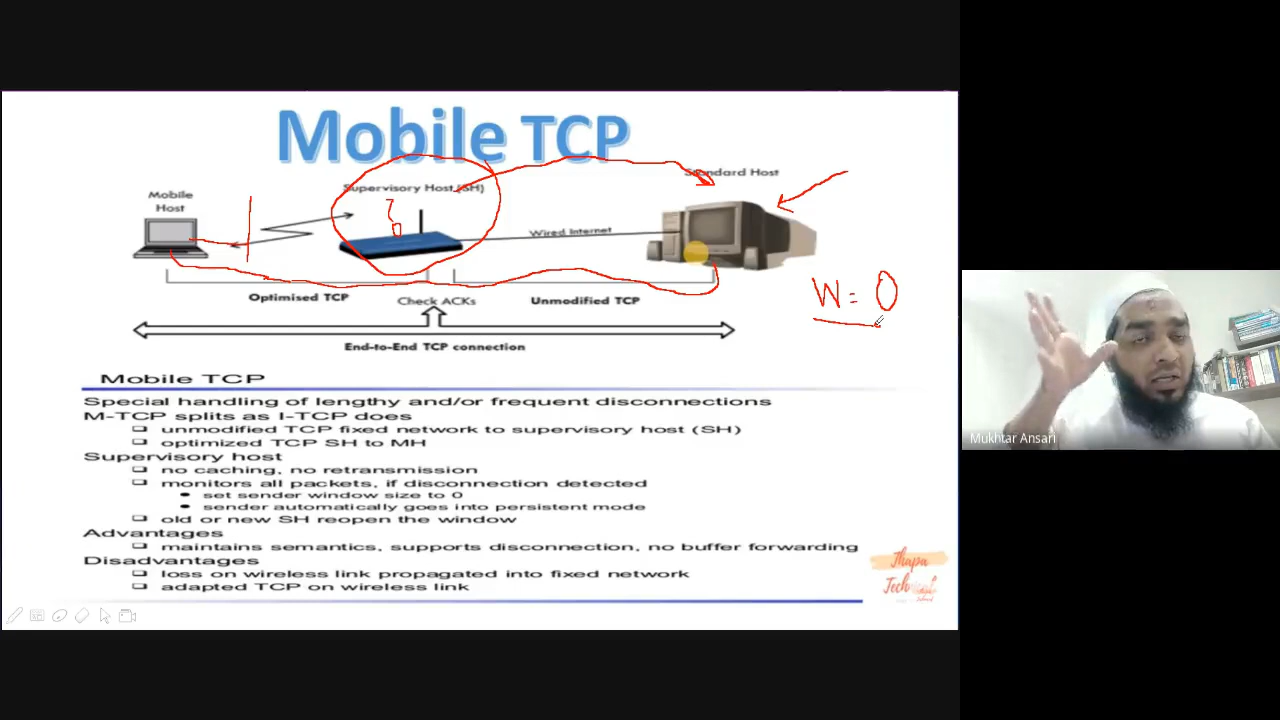 Mobile TCP
Supervisory Host (SH)
Standard Host
Mobile
Host
Wired Internet
Optimised TCP
Check ACKs
Unmodified TCP
W = 0
End-to-End TCP connection
Mobile TCP
Special handling of lengthy and/or frequent disconnections
M-TCP splits as I-TCP does
unmodified TCP fixed network to supervisory host (SH)
optimized TCP SH to MH
Supervisory host
no caching, no retransmission
monitors all packets, if disconnection detected
set sender window size to 0
sender automatically goes into persistent mode
old or new SH reopen the window
Advantages
maintains semantics, supports disconnection, no buffer forwarding
Disadvantages
loss on wireless link propagated into fixed network
adapted TCP on wireless link
Thapa
Mukhtar Ansari